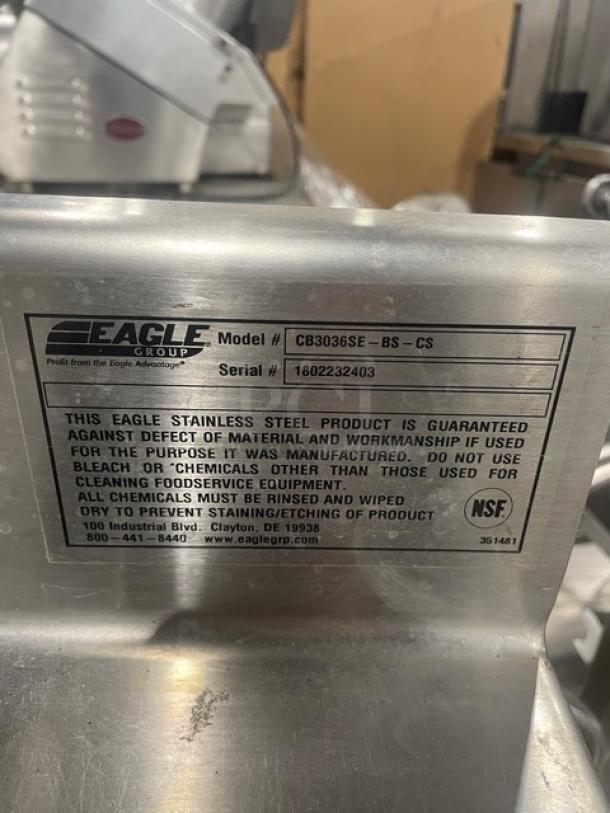 EAGLE
GROUP
Profit from the Eagle Advantage®
Model # CB3036SE-BS-CS
Serial # 1602232403
THIS EAGLE STAINLESS STEEL PRODUCT IS GUARANTEED
AGAINST DEFECT OF MATERIAL AND WORKMANSHIP IF USED
FOR THE PURPOSE IT WAS MANUFACTURED. DO NOT USE
BLEACH OR "CHEMICALS OTHER THAN THOSE USED FOR
CLEANING FOODSERVICE EQUIPMENT.
ALL CHEMICALS MUST BE RINSED AND WIPED
DRY TO PREVENT STAINING/ETCHING OF PRODUCT
NSF
100 Industrial Blvd. Clayton, DE 19938
800-441-8440 www.eaglegrp.com
351481